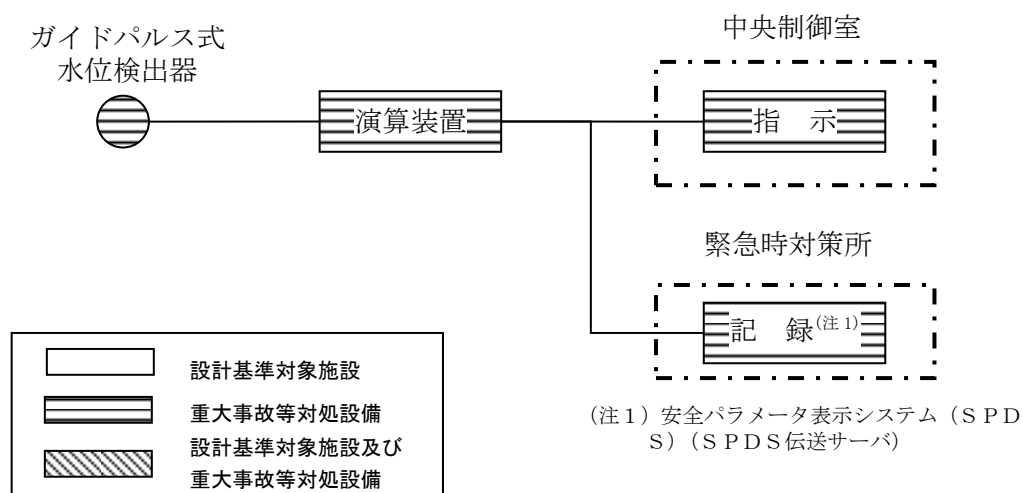 ガイドパルス式
水位検出器
演算装置
中央制御室
指　示
緊急時対策所
記　録(注1)
(注1) 安全パラメータ表示システム（ＳＰＤ
Ｓ）（ＳＰＤＳ伝送サーバ）
設計基準対象施設
重大事故等対処設備
設計基準対象施設及び
重大事故等対処設備